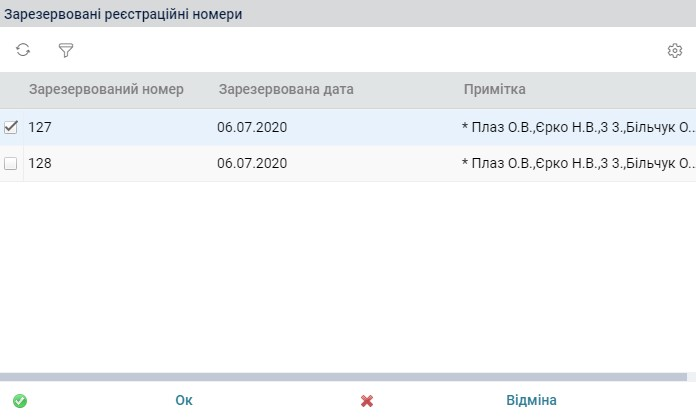 Зарезервовані реєстраційні номери
Зарезервований номер Зарезервована дата Примітка
127 06.07.2020 * Плаз О.В.,Єрко Н.В.,З З.,Більчук О...
128 06.07.2020 * Плаз О.В.,Єрко Н.В.,З З.,Більчук О...
Ок Відміна